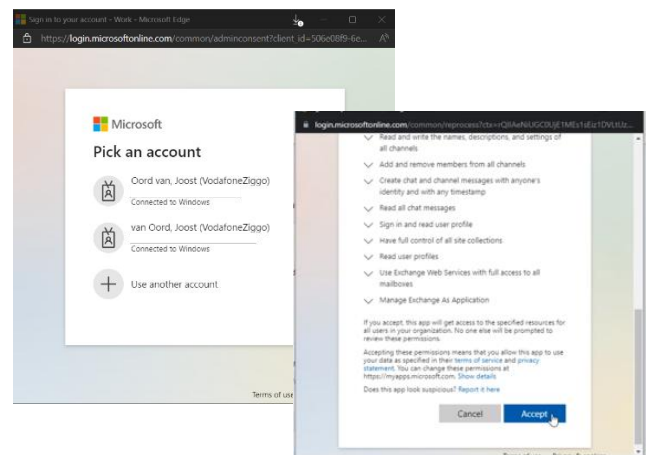 Sign in to your account - Work - Microsoft Edge
https://login.microsoftonline.com/common/adminconsent?client_id=506e08f9-6e...
Microsoft
Pick an account
Oord van, Joost (VodafoneZiggo)
Connected to Windows
van Oord, Joost (VodafoneZiggo)
Connected to Windows
Use another account
Terms of use
login.microsoftonline.com/common/reprocess?ctx=
Read and write the names, descriptions, and settings of
all channels
Add and remove members from all channels
Create chat and channel messages with anyone's
identity and with any timestamp
Read all chat messages
Sign in and read user profile
Have full control of all site collections
Read user profiles
Use Exchange Web Services with full access to all
mailboxes
Manage Exchange As Application
If you accept, this app will get access to the specified resources for
all users in your organization. No one else will be prompted to
review these permissions.
Accepting these permissions means that you allow this app to use
your data as specified in their terms of service and privacy
statement. You can change these permissions at
https://myapps.microsoft.com. Show details
Does this app look suspicious? Report it here
Cancel Accept